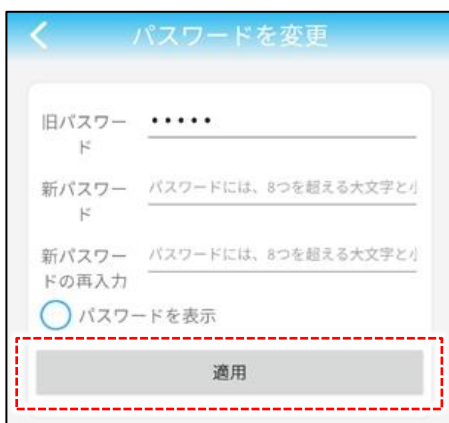 パスワードを変更
旧パスワー
ド
•••••
新パスワー
ド
パスワードには、8つを超える大文字と
新パスワー
ドの再入力
パスワードには、8つを超える大文字と
パスワードを表示
適用